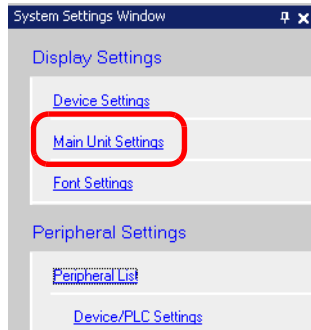 System Settings Window
Display Settings
Device Settings
Main Unit Settings
Font Settings
Peripheral Settings
Peripheral List
Device/PLC Settings